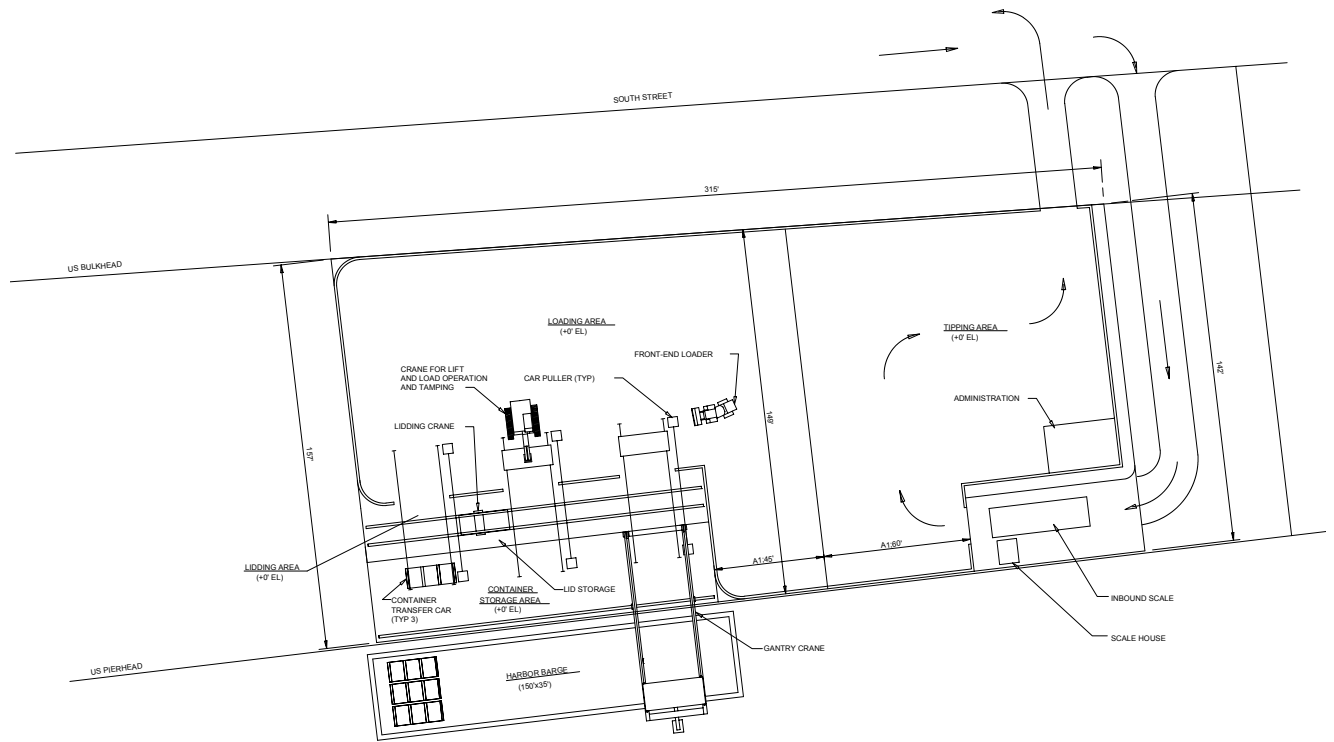 SOUTH STREET
315'
US BULKHEAD
LOADING AREA
(+0' EL)
TIPPING AREA
(+0' EL)
FRONT-END LOADER
CRANE FOR LIFT
AND LOAD OPERATION
AND TAMPING
CAR PULLER (TYP)
142'
149'
ADMINISTRATION
LIDDING CRANE
157'
A1:60'
A1:45'
LIDDING AREA
(+0' EL)
CONTAINER
STORAGE AREA
(+0' EL)
LID STORAGE
CONTAINER
TRANSFER CAR
(TYP 3)
INBOUND SCALE
SCALE HOUSE
GANTRY CRANE
US PIERHEAD
HARBOR BARGE
(150'x35')